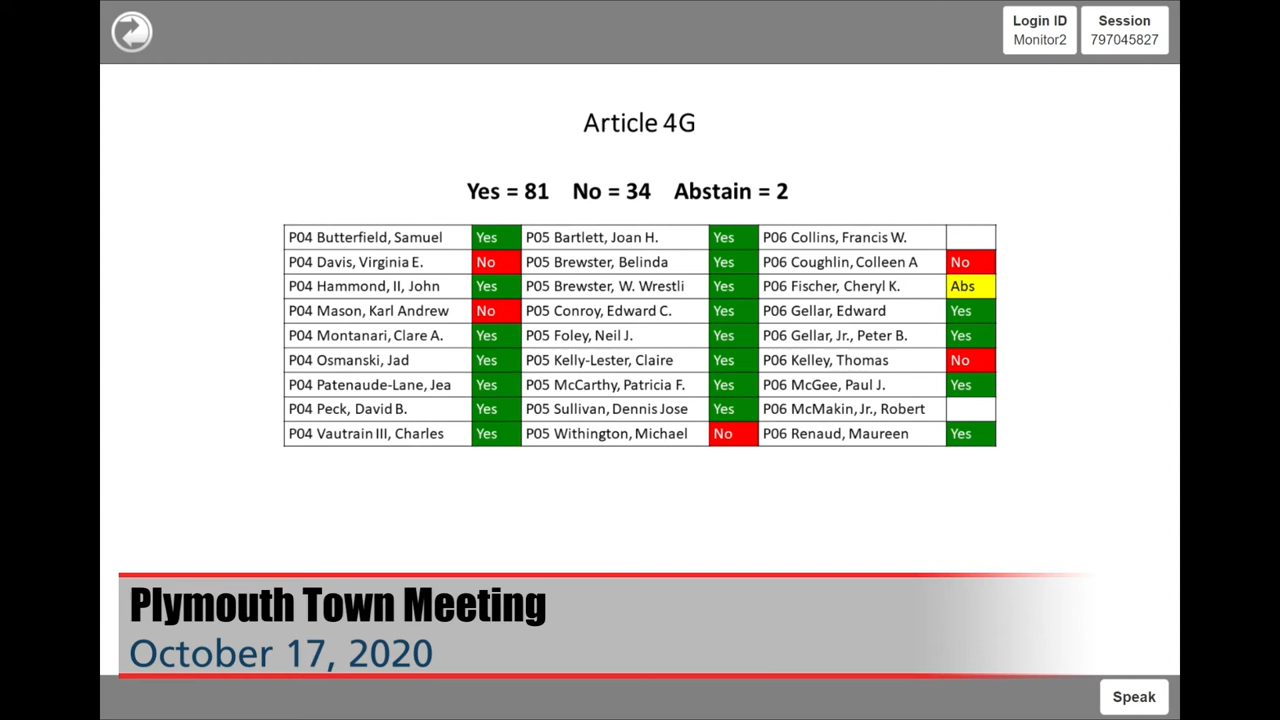 Login ID
Monitor2
Session
797045827
Article 4G
Yes = 81 No = 34 Abstain = 2
P04 Butterfield, Samuel Yes P05 Bartlett, Joan H. Yes P06 Collins, Francis W.
P04 Davis, Virginia E. No P05 Brewster, Belinda Yes P06 Coughlin, Colleen A No
P04 Hammond, II, John Yes P05 Brewster, W. Wrestli Yes P06 Fischer, Cheryl K. Abs
P04 Mason, Karl Andrew No P05 Conroy, Edward C. Yes P06 Gellar, Edward Yes
P04 Montanari, Clare A. Yes P05 Foley, Neil J. Yes P06 Gellar, Jr., Peter B. Yes
P04 Osmanski, Jad Yes P05 Kelly-Lester, Claire Yes P06 Kelley, Thomas No
P04 Patenaude-Lane, Jea Yes P05 McCarthy, Patricia F. Yes P06 McGee, Paul J. Yes
P04 Peck, David B. Yes P05 Sullivan, Dennis Jose Yes P06 McMakin, Jr., Robert
P04 Vautrain III, Charles Yes P05 Withington, Michael No P06 Renaud, Maureen Yes
Plymouth Town Meeting
October 17, 2020
Speak